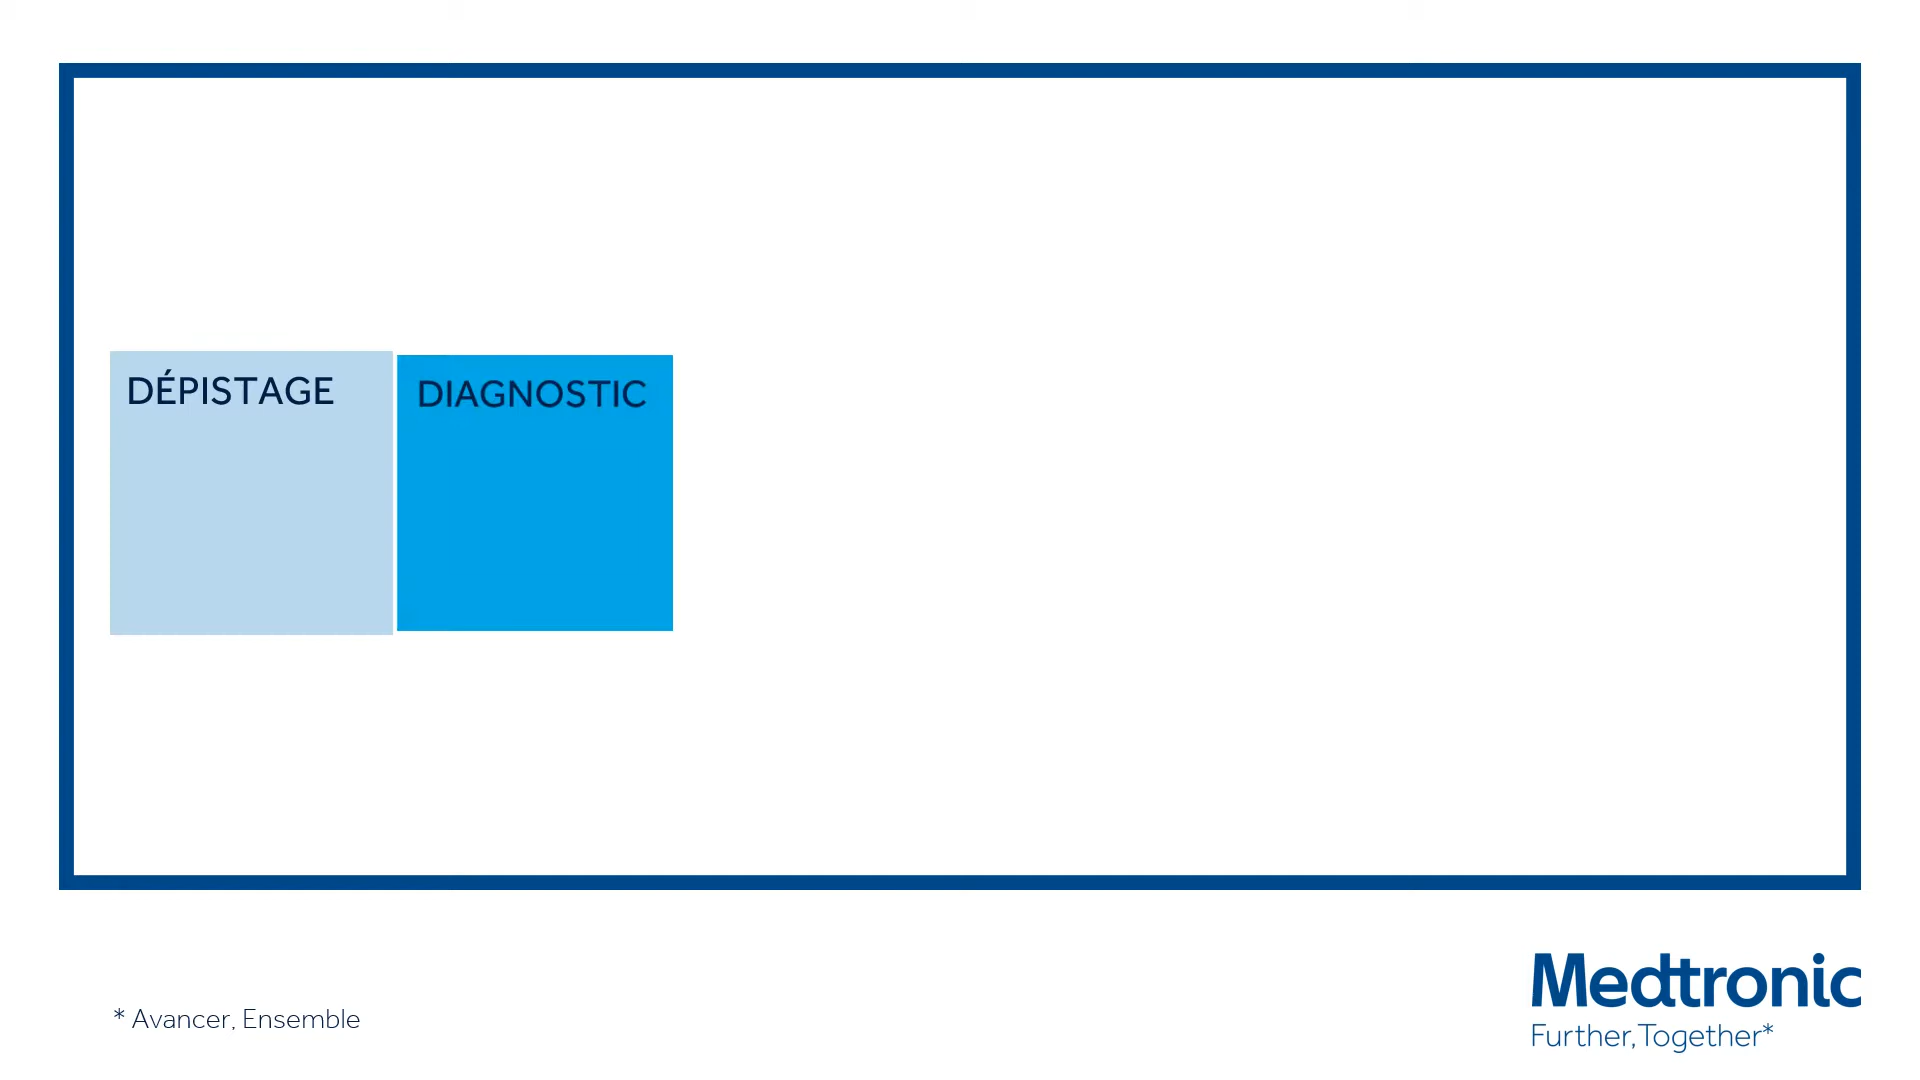 DÉPISTAGE
DIAGNOSTIC
* Avancer, Ensemble
Medtronic
Further, Together*